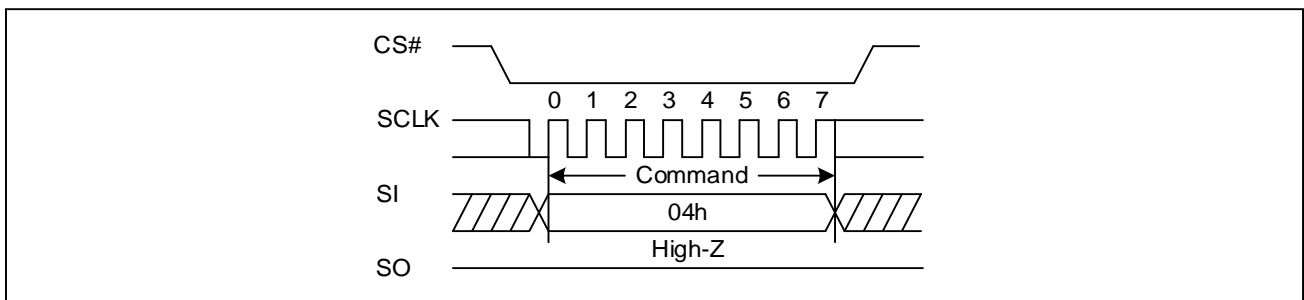 CS#
0 1 2 3 4 5 6 7
SCLK
Command
SI
04h
High-Z
SO